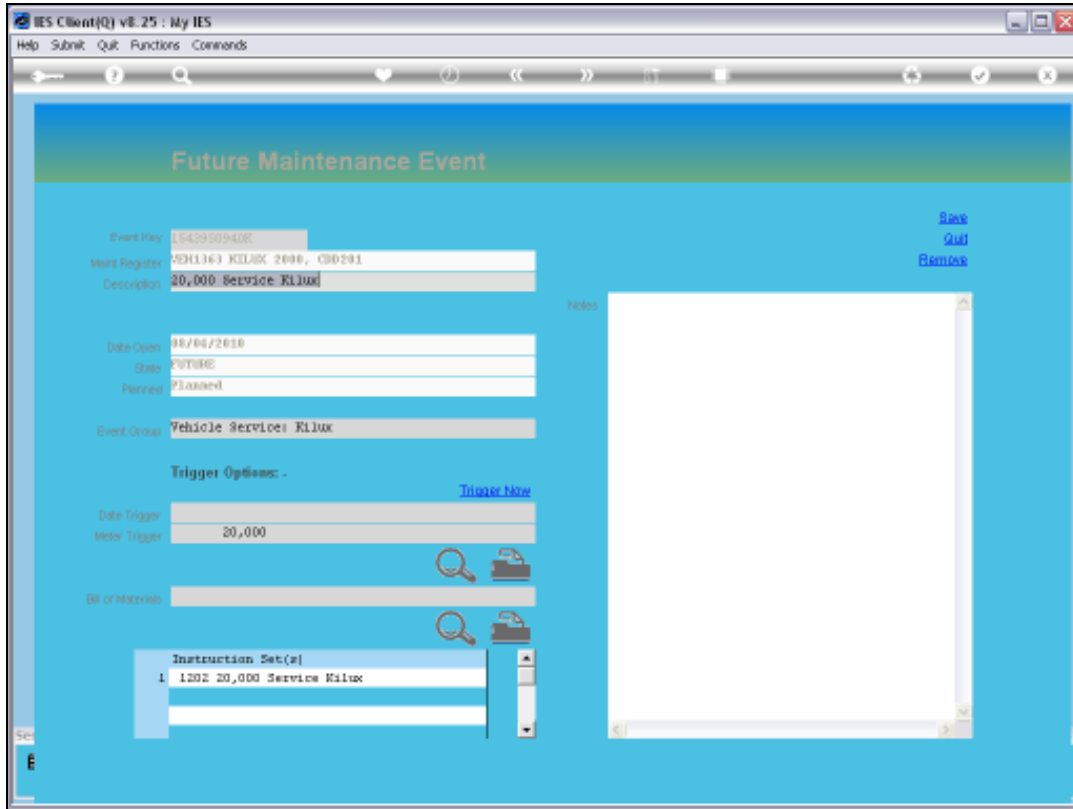 IES Client(Q) v8.25 : My IES
Help Submit Quit Functions Commands
Future Maintenance Event
Save
Event Key 1543950940K
Quit
Maint Register VEH1363 KILUX 2000, CDD201
Remove
Description 20,000 Service Kilux
Notes
Date Open 08/04/2010
State FUTURE
Planned Planned
Event Group Vehicle Service: Kilux
Trigger Options: -
Trigger Now
Date Trigger
Meter Trigger 20,000
Bill of Materials
Instruction Set(s)
1 1202 20,000 Service Kilux